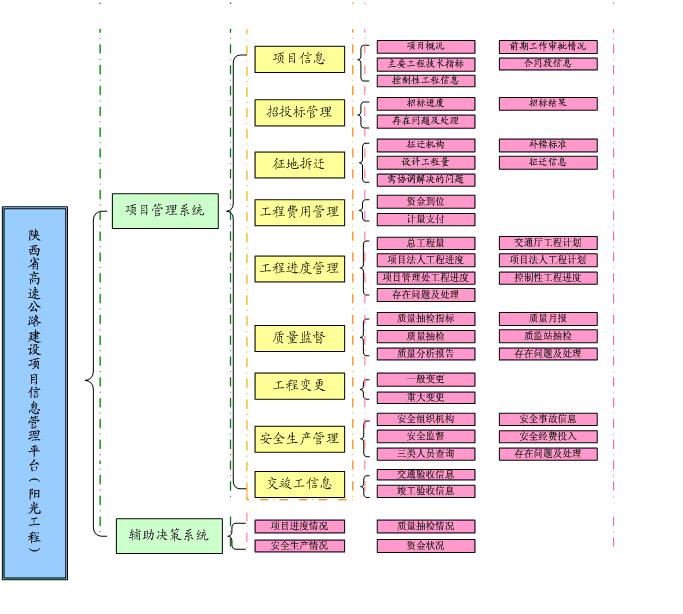 陕西省高速公路建设项目信息管理平台（阳光工程）
项目管理系统
项目信息
项目概况
前期工作审批情况
主要工程技术指标
合同段信息
控制性工程信息
招投标管理
招标进度
招标结果
存在问题及处理
征地拆迁
征迁机构
补偿标准
设计工程量
征迁信息
需协调解决的问题
工程费用管理
资金到位
计量支付
工程进度管理
总工程量
交通厅工程计划
项目法人工程进度
项目法人工程计划
项目管理处工程进度
控制性工程进度
存在问题及处理
质量监督
质量抽检指标
质量月报
质量抽检
质监站抽检
质量分析报告
存在问题及处理
工程变更
一般变更
重大变更
安全生产管理
安全组织机构
安全事故信息
安全监督
安全经费投入
三类人员查询
存在问题及处理
交竣工信息
交通验收信息
竣工验收信息
辅助决策系统
项目进度情况
质量抽检情况
安全生产情况
资金状况